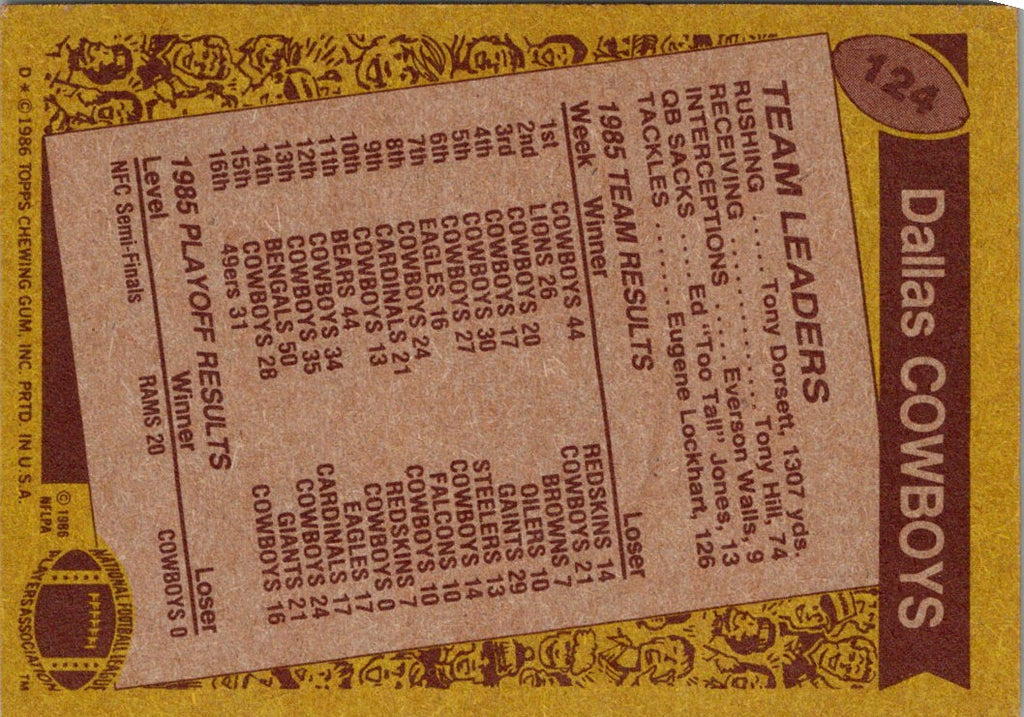 124
Dallas COWBOYS
TEAM LEADERS
RUSHING ..... Tony Dorsett, 1307 yds.
RECEIVING ............ Tony Hill, 74
INTERCEPTIONS ...... Everson Walls, 9
QB SACKS .... Ed "Too Tall" Jones, 13
TACKLES ........ Eugene Lockhart, 126
1985 TEAM RESULTS
Week Winner Loser
1st COWBOYS 44 REDSKINS 14
2nd LIONS 26 COWBOYS 21
3rd COWBOYS 20 BROWNS 7
4th COWBOYS 17 OILERS 10
5th COWBOYS 30 GAINTS 29
6th COWBOYS 27 STEELERS 13
7th EAGLES 16 COWBOYS 14
8th COWBOYS 24 FALCONS 10
9th CARDINALS 21 COWBOYS 10
10th COWBOYS 13 REDSKINS 7
11th BEARS 44 COWBOYS 0
12th COWBOYS 34 EAGLES 17
13th COWBOYS 35 CARDINALS 17
14th BENGALS 50 COWBOYS 24
15th COWBOYS 28 GIANTS 21
16th 49ers 31 COWBOYS 16
1985 PLAYOFF RESULTS
Level Winner Loser
NFC Semi-Finals RAMS 20 COWBOYS 0
© 1986
NFLPA
NATIONAL FOOTBALL LEAGUE
PLAYERS
PLAYERS ASSOCIATION
TM
D * © 1986 TOPPS CHEWING GUM, INC. PRTD. IN U.S.A.